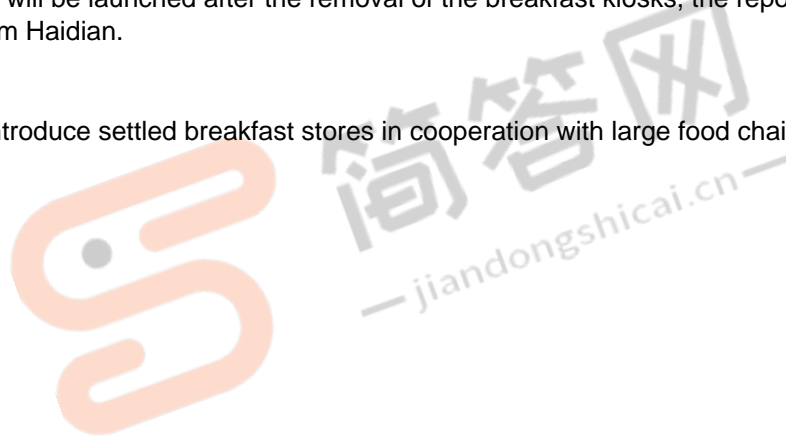 will be launched after the removal of the breakfast kiosks, the repo
m Haidian.
ntroduce settled breakfast stores in cooperation with large food chai
简答网
jiandongshicai.cn